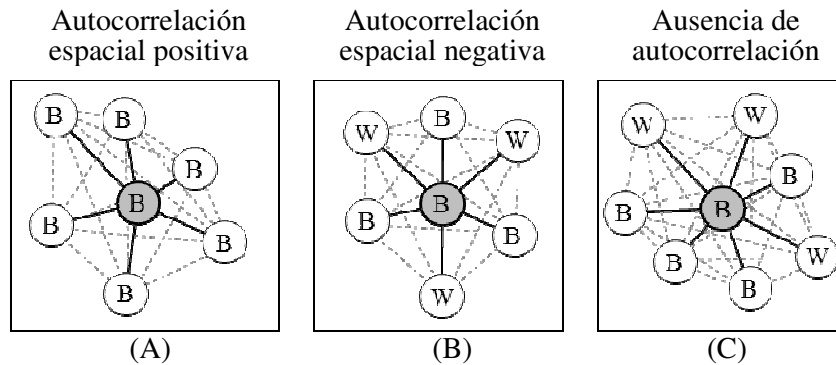 Autocorrelación
espacial positiva
Autocorrelación
espacial negativa
Ausencia de
autocorrelación
B
B
B
B
B
B
B
W
B
W
B
B
B
W
W
W
B
B
B
W
B
B
(A)
(B)
(C)